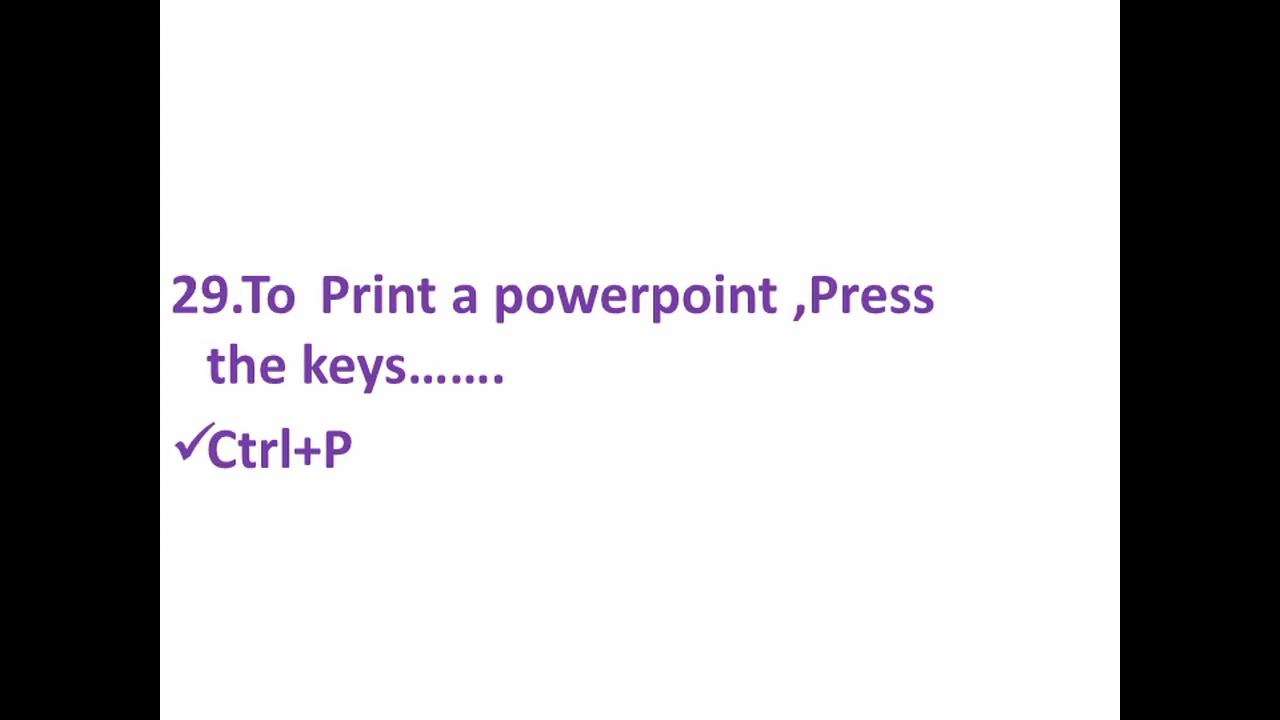 29.To Print a powerpoint ,Press
the keys…….
✓Ctrl+P